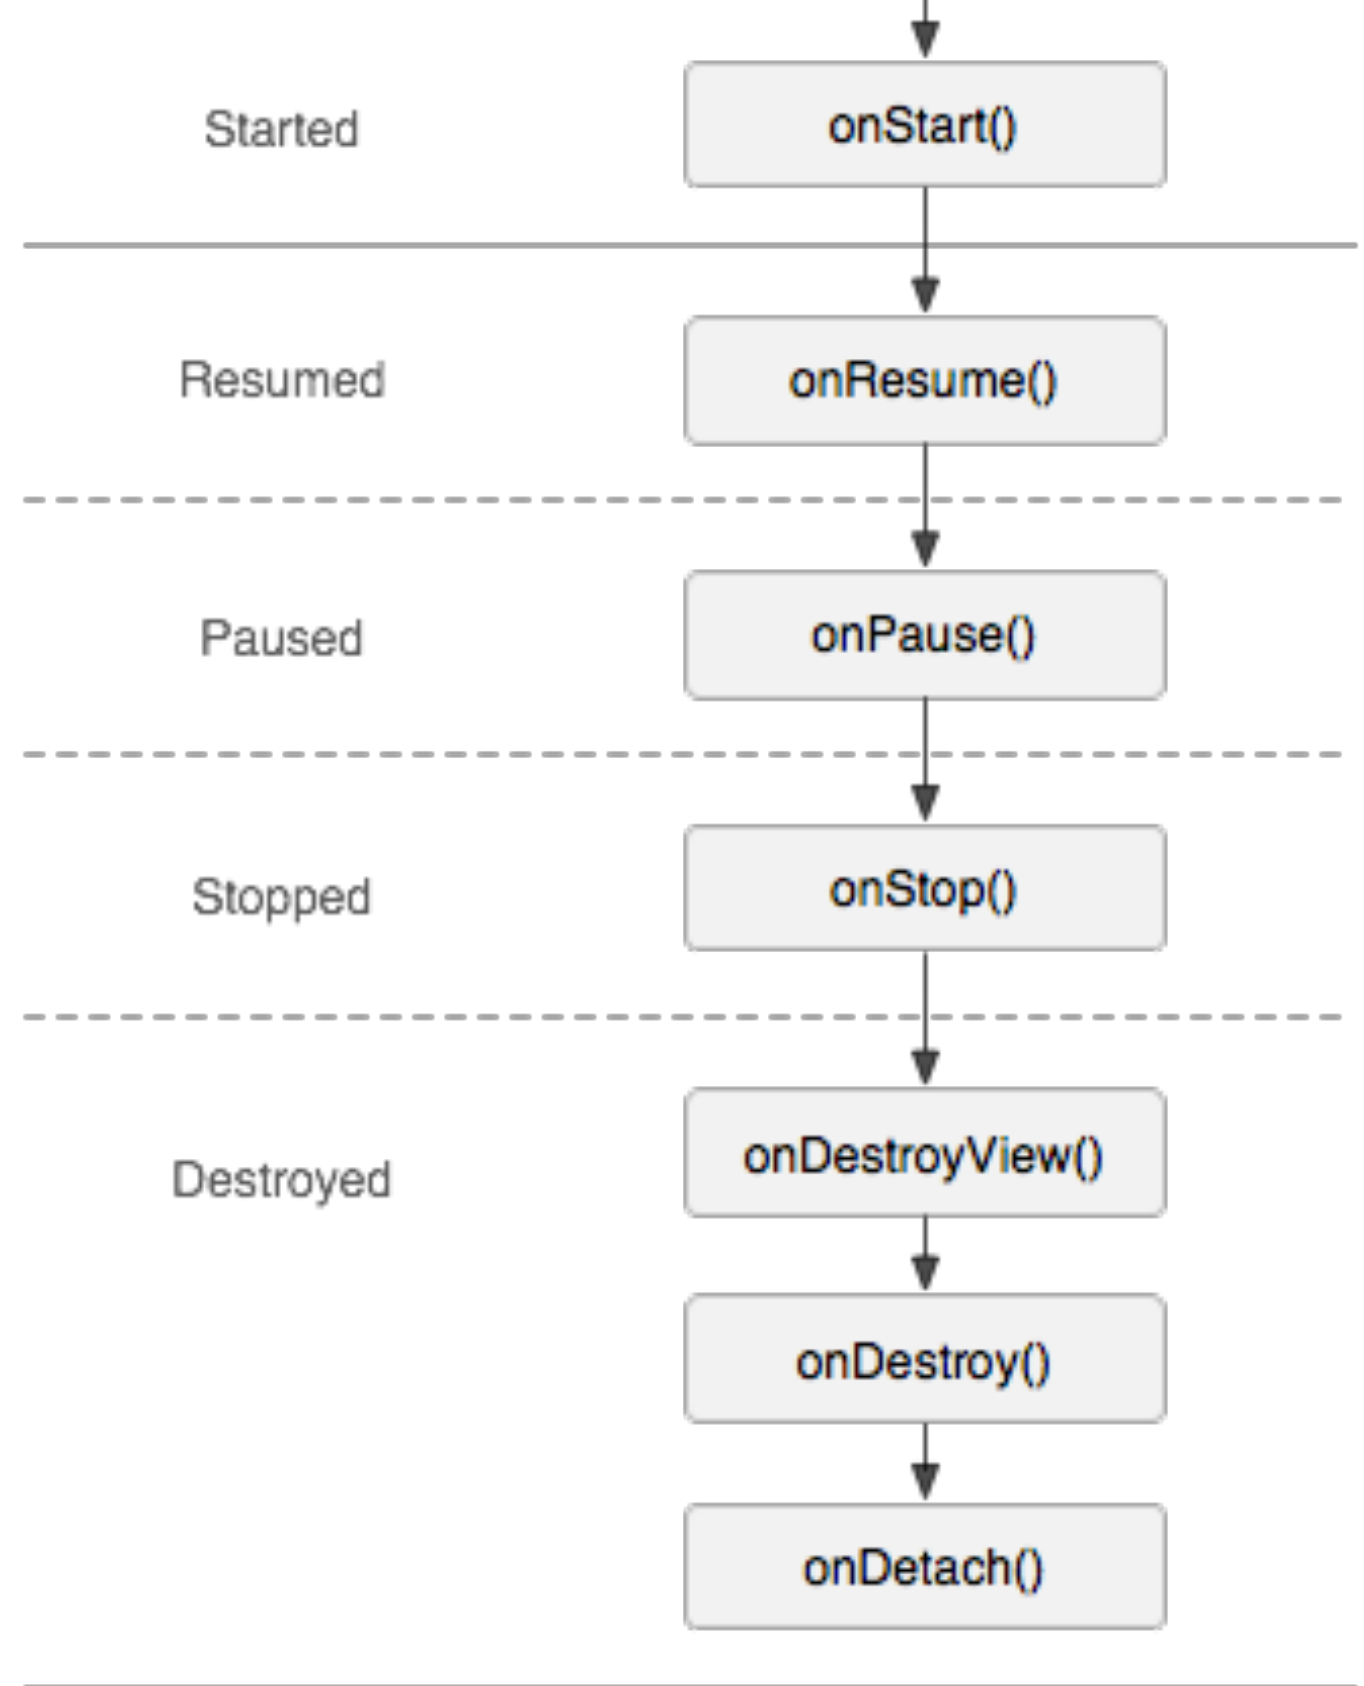 Started
onStart()
Resumed
onResume()
Paused
onPause()
Stopped
onStop()
Destroyed
onDestroyView()
onDestroy()
onDetach()